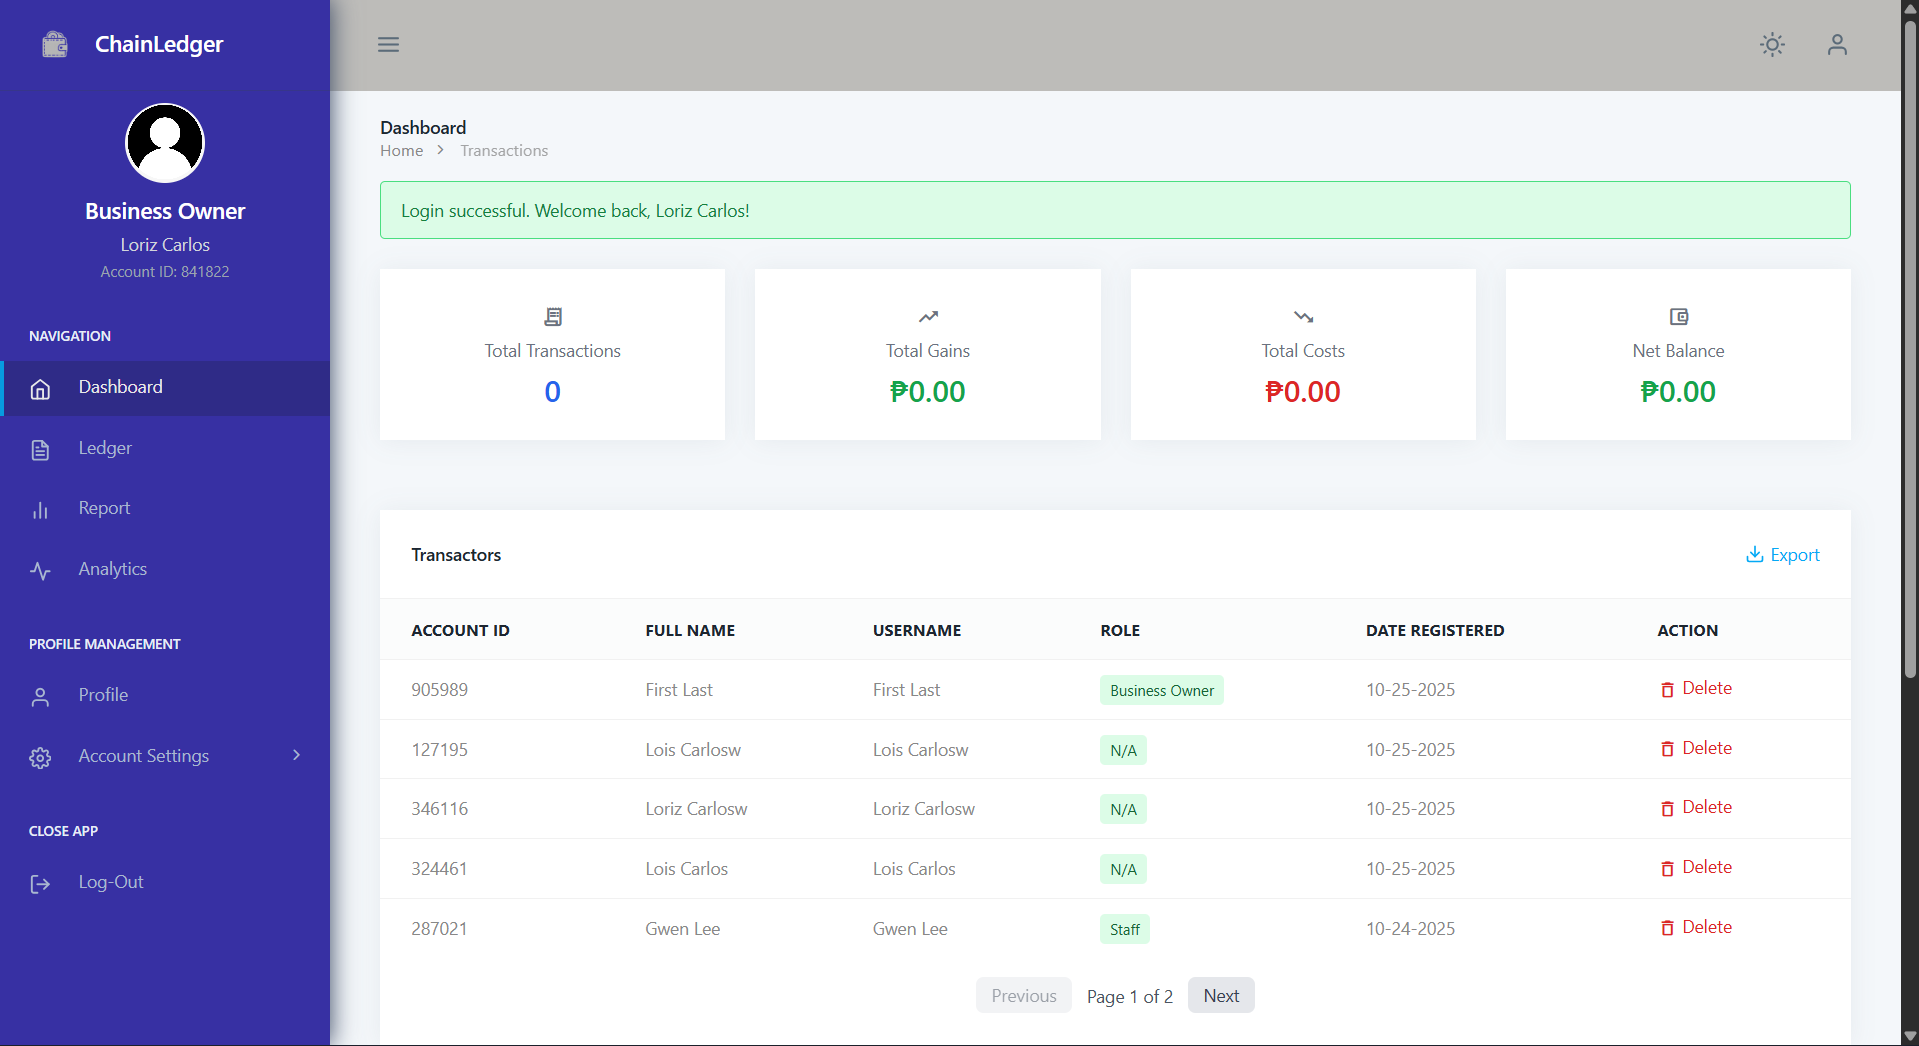 ChainLedger
Business Owner
Loriz Carlos
Account ID: 841822
NAVIGATION
Dashboard
Ledger
Report
Analytics
PROFILE MANAGEMENT
Profile
Account Settings
CLOSE APP
Log-Out
Dashboard
Home > Transactions
Login successful. Welcome back, Loriz Carlos!
Total Transactions
0
Total Gains
₱0.00
Total Costs
₱0.00
Net Balance
₱0.00
Transactors
Export
ACCOUNT ID FULL NAME USERNAME ROLE DATE REGISTERED ACTION
905989 First Last First Last Business Owner 10-25-2025 Delete
127195 Lois Carlosw Lois Carlosw N/A 10-25-2025 Delete
346116 Loriz Carlosw Loriz Carlosw N/A 10-25-2025 Delete
324461 Lois Carlos Lois Carlos N/A 10-25-2025 Delete
287021 Gwen Lee Gwen Lee Staff 10-24-2025 Delete
Previous Page 1 of 2 Next